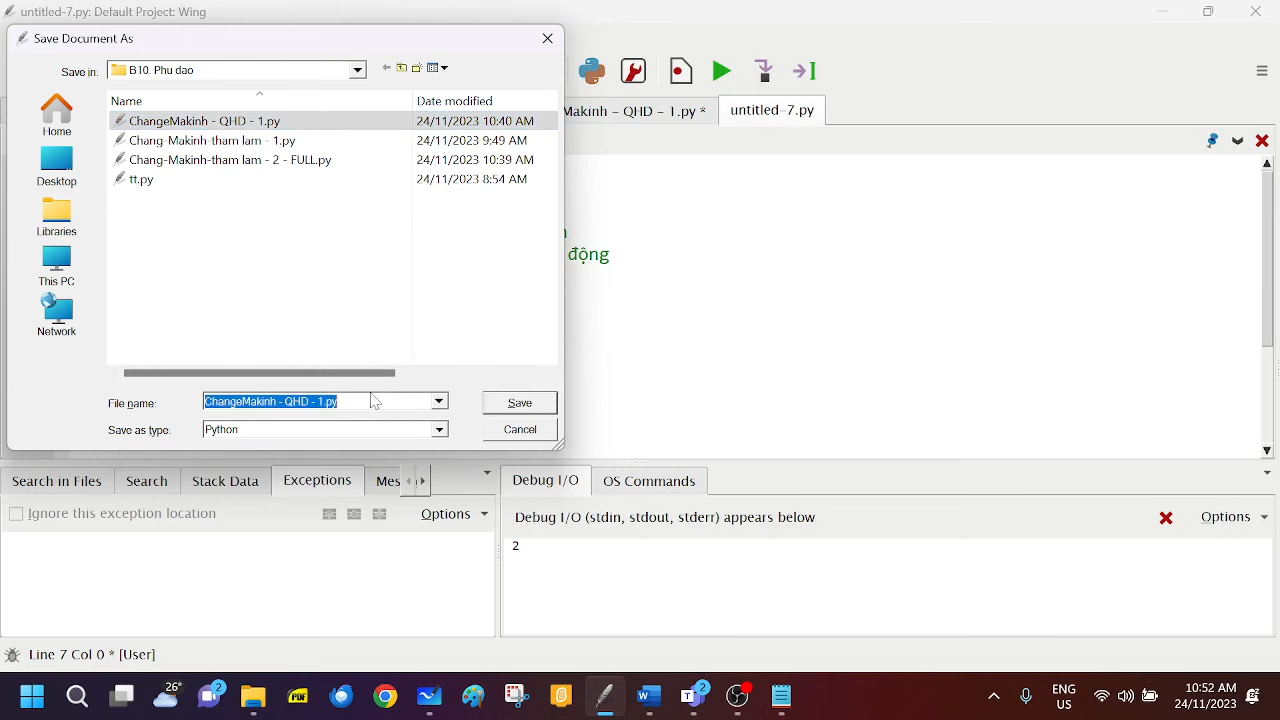 untitled-7.py: Default Project: Wing
Save Document As
Save in:
B10. Phu dao
Name
Date modified
ChangeMakinh - QHD - 1.py
24/11/2023 10:40 AM
Chang-Makinh-tham lam - 1.py
24/11/2023 9:49 AM
Chang-Makinh-tham lam - 2 - FULL.py
24/11/2023 10:39 AM
tt.py
24/11/2023 8:54 AM
Home
Desktop
Libraries
This PC
Network
File name:
ChangeMakinh - QHD - 1.py
Save
Save as type:
Python
Cancel
Makinh - QHD - 1.py *
untitled-7.py
động
Search in Files
Search
Stack Data
Exceptions
Mes
Debug I/O
OS Commands
Ignore this exception location
Options
Debug I/O (stdin, stdout, stderr) appears below
Options
2
Line 7 Col 0 * [User]
26°
2
PDF
2
ENG
US
10:52 AM
24/11/2023